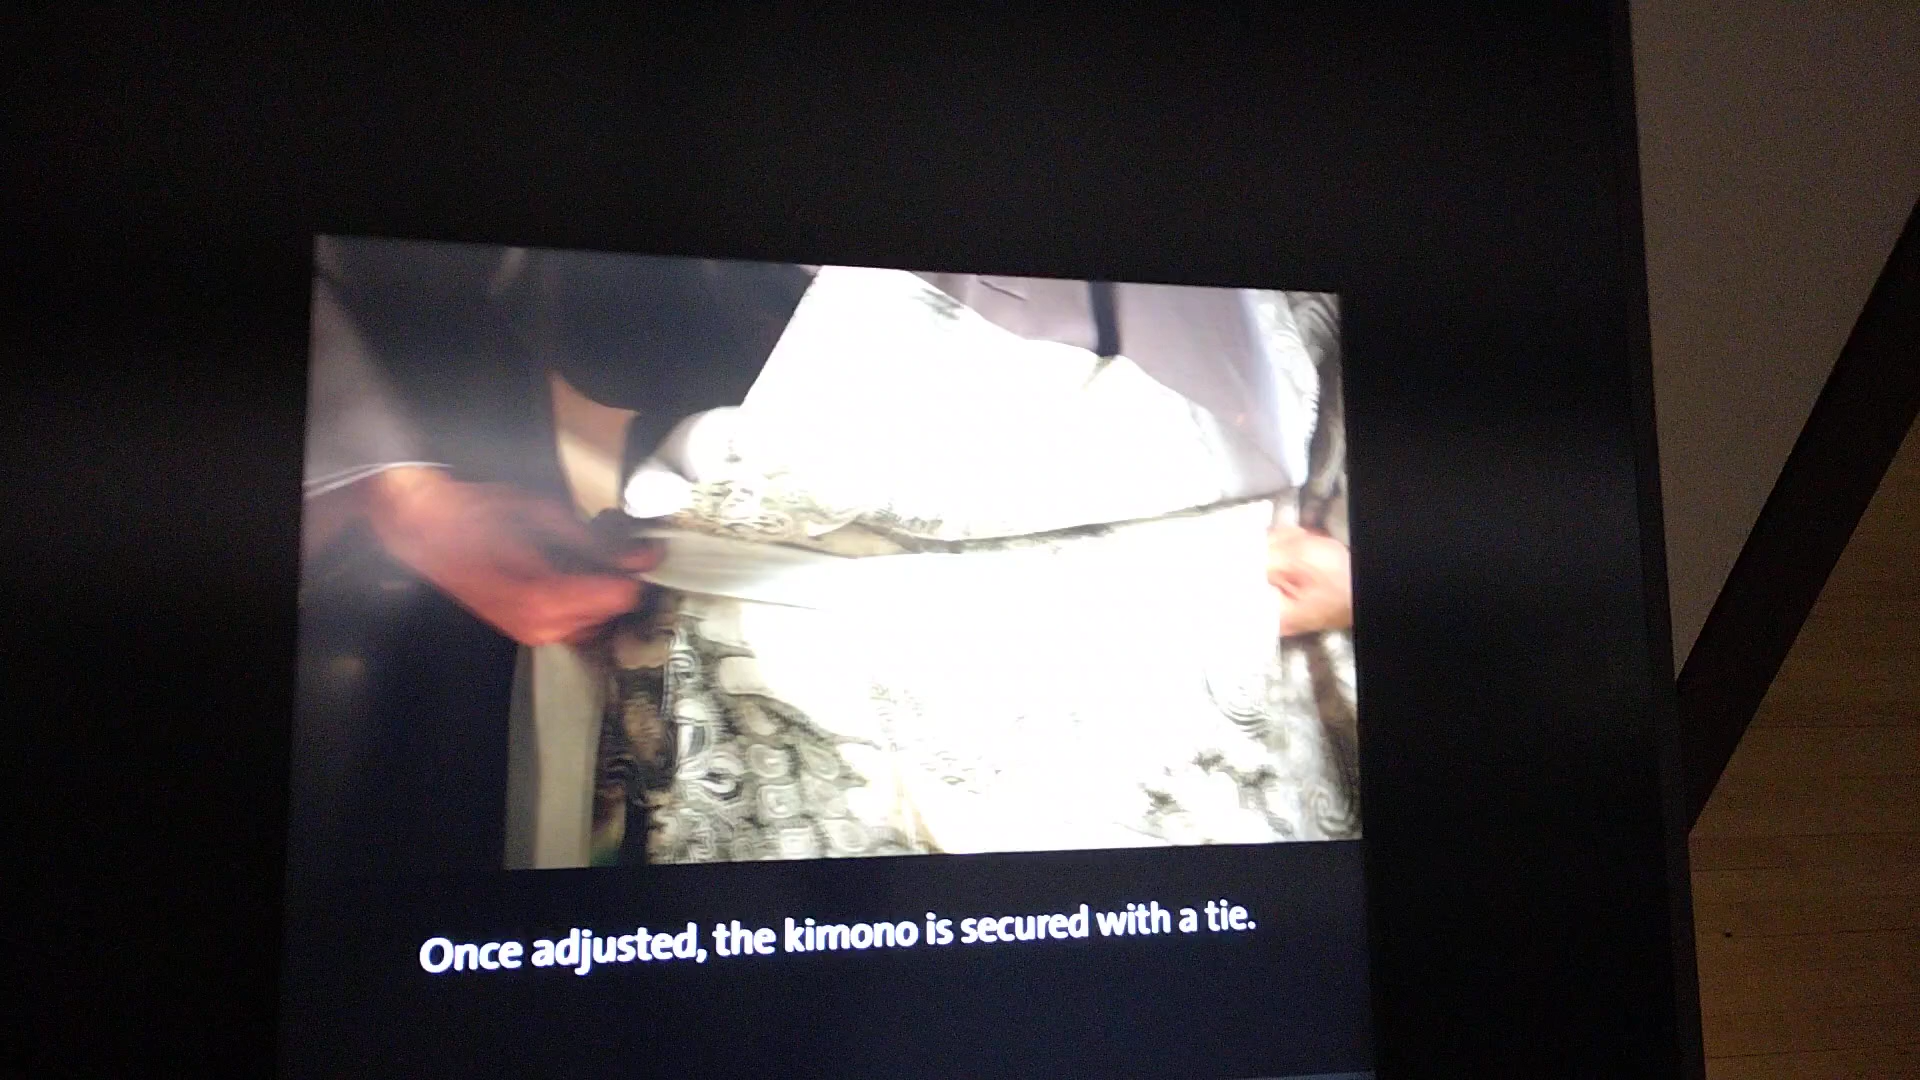 Once adjusted, the kimono is secured with a tie.